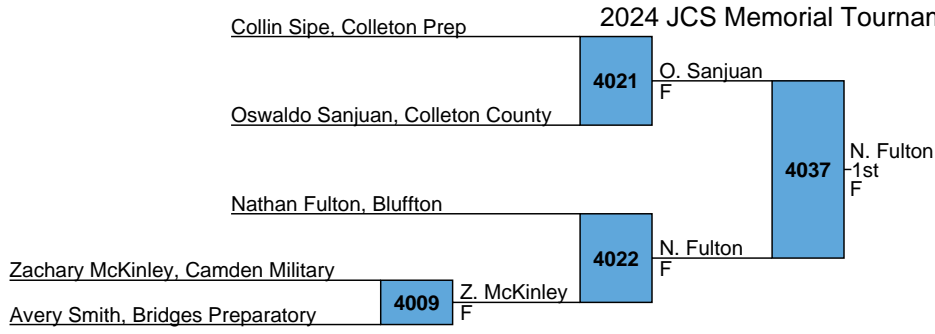 2024 JCS Memorial Tournam
Collin Sipe, Colleton Prep
4021
O. Sanjuan
F
Oswaldo Sanjuan, Colleton County
4037
N. Fulton
1st
F
Nathan Fulton, Bluffton
4022
N. Fulton
F
Zachary McKinley, Camden Military
4009
Z. McKinley
F
Avery Smith, Bridges Preparatory